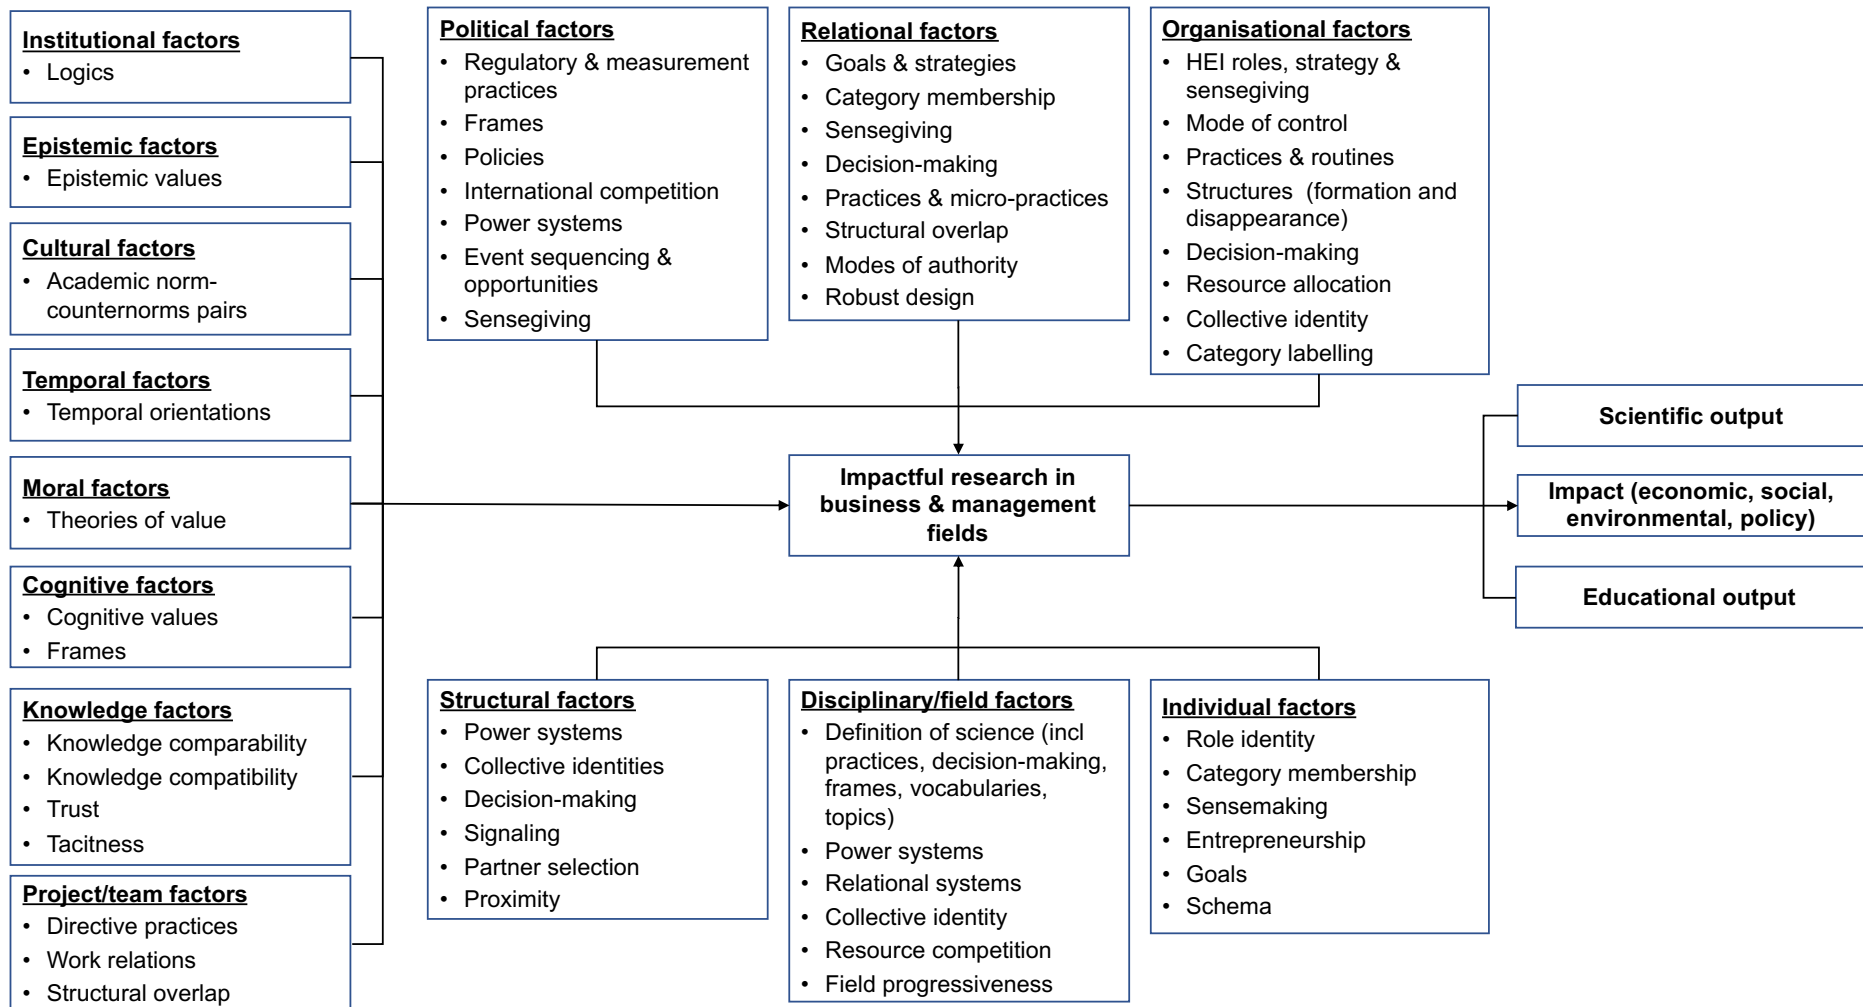 Institutional factors
• Logics
Epistemic factors
• Epistemic values
Cultural factors
• Academic norm-
counternorms pairs
Temporal factors
• Temporal orientations
Moral factors
• Theories of value
Cognitive factors
• Cognitive values
• Frames
Knowledge factors
• Knowledge comparability
• Knowledge compatibility
• Trust
• Tacitness
Project/team factors
• Directive practices
• Work relations
• Structural overlap
Political factors
• Regulatory & measurement
practices
• Frames
• Policies
• International competition
• Power systems
• Event sequencing &
opportunities
• Sensegiving
Relational factors
• Goals & strategies
• Category membership
• Sensegiving
• Decision-making
• Practices & micro-practices
• Structural overlap
• Modes of authority
• Robust design
Organisational factors
• HEI roles, strategy &
sensegiving
• Mode of control
• Practices & routines
• Structures (formation and
disappearance)
• Decision-making
• Resource allocation
• Collective identity
• Category labelling
Impactful research in
business & management
fields
Structural factors
• Power systems
• Collective identities
• Decision-making
• Signaling
• Partner selection
• Proximity
Disciplinary/field factors
• Definition of science (incl
practices, decision-making,
frames, vocabularies,
topics)
• Power systems
• Relational systems
• Collective identity
• Resource competition
• Field progressiveness
Individual factors
• Role identity
• Category membership
• Sensemaking
• Entrepreneurship
• Goals
• Schema
Scientific output
Impact (economic, social,
environmental, policy)
Educational output